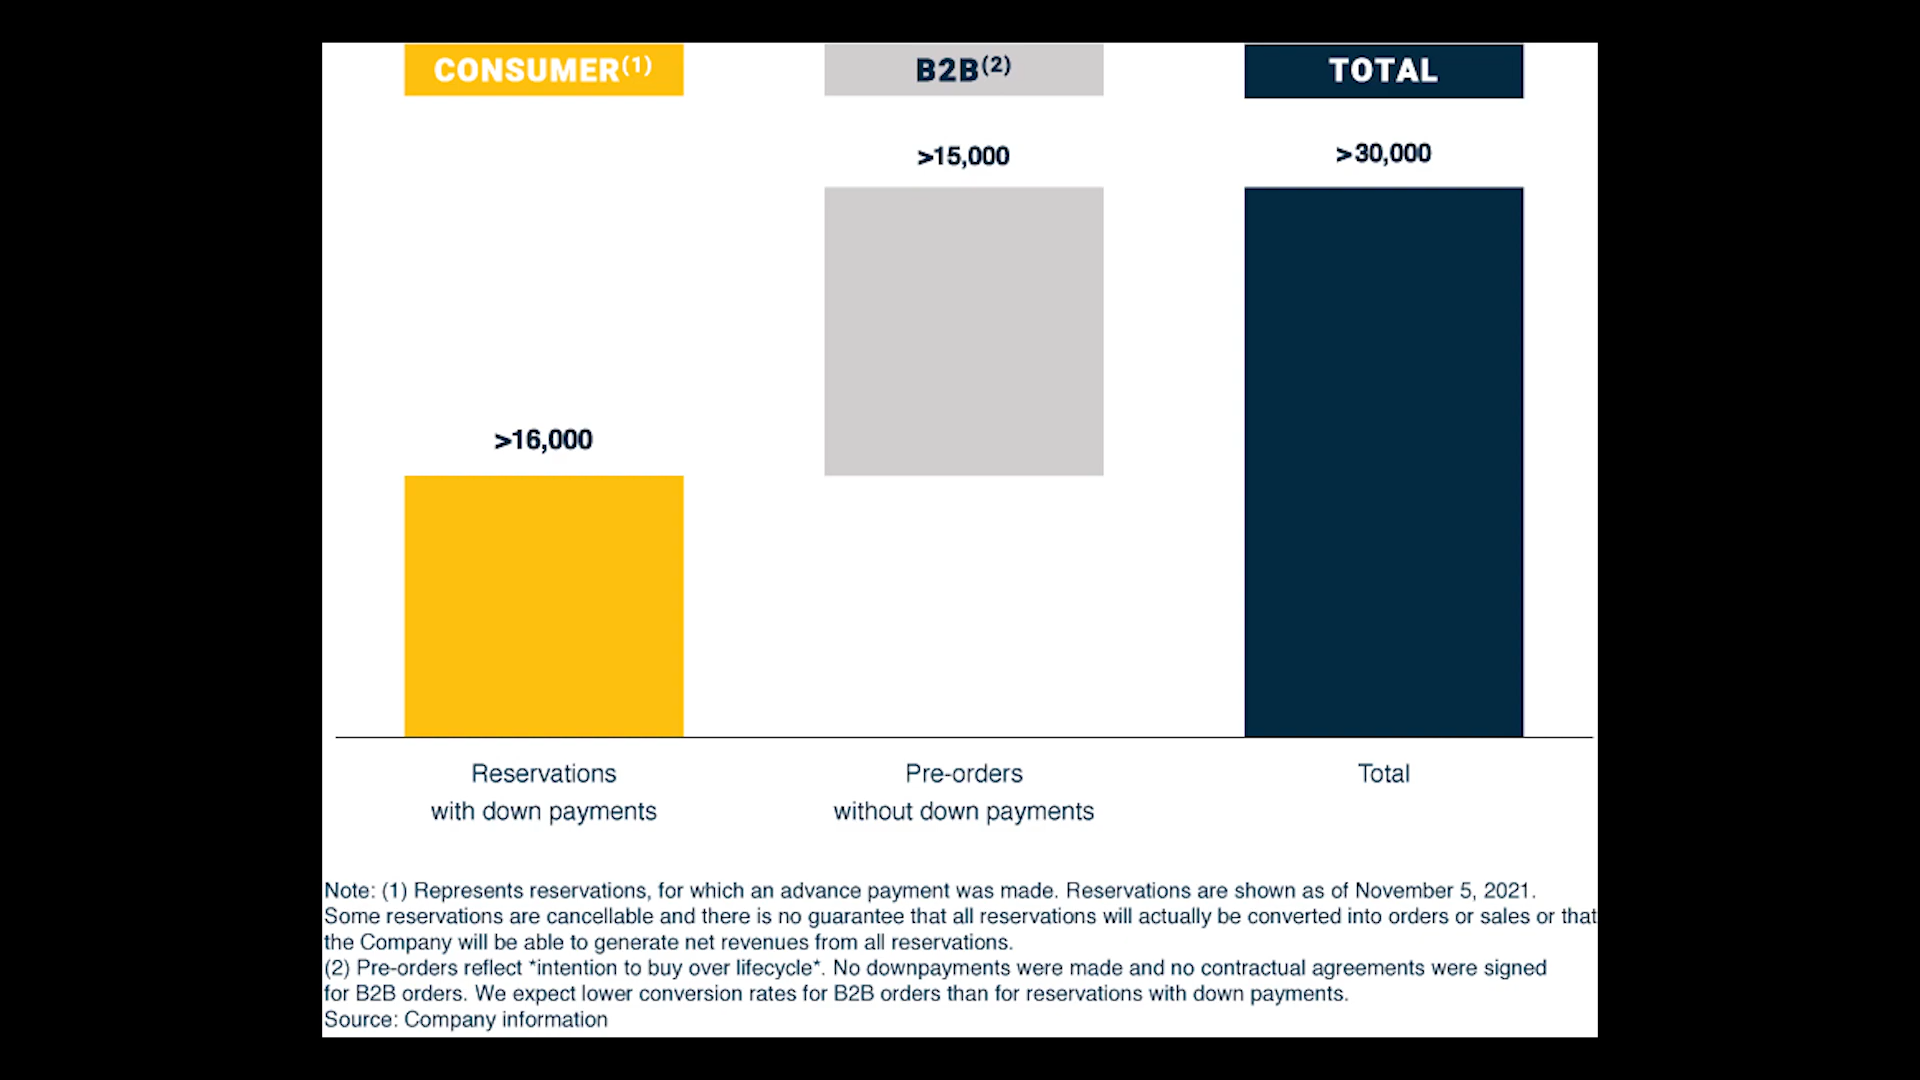 CONSUMER(1)
B2B(2)
TOTAL
>15,000
>30,000
>16,000
Reservations
with down payments
Pre-orders
without down payments
Total
Note: (1) Represents reservations, for which an advance payment was made. Reservations are shown as of November 5, 2021.
Some reservations are cancellable and there is no guarantee that all reservations will actually be converted into orders or sales or that
the Company will be able to generate net revenues from all reservations.
(2) Pre-orders reflect *intention to buy over lifecycle*. No downpayments were made and no contractual agreements were signed
for B2B orders. We expect lower conversion rates for B2B orders than for reservations with down payments.
Source: Company information